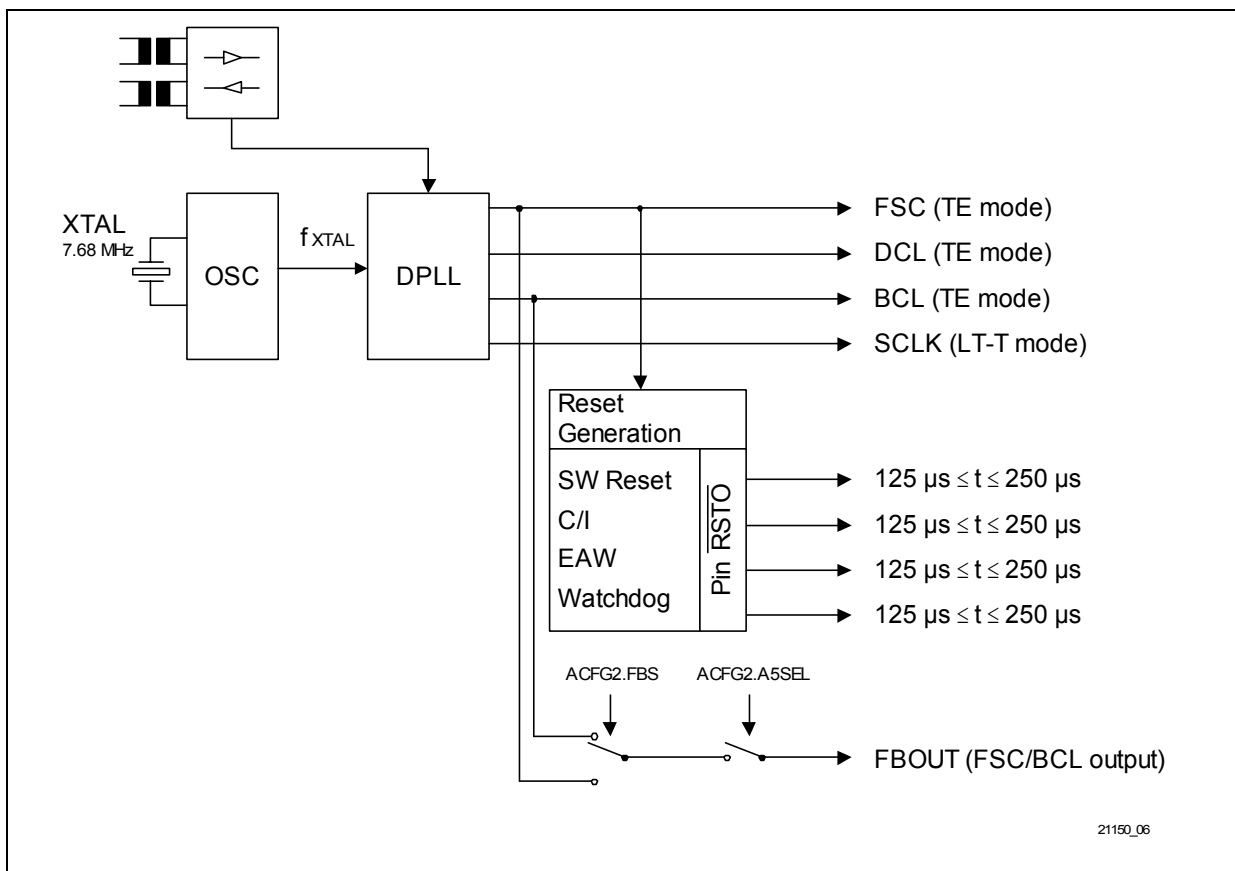 XTAL
7.68 MHz
OSC
fXTAL
DPLL
FSC (TE mode)
DCL (TE mode)
BCL (TE mode)
SCLK (LT-T mode)
Reset
Generation
SW Reset
C/I
EAW
Watchdog
Pin RSTO
125 µs ≤ t ≤ 250 µs
125 µs ≤ t ≤ 250 µs
125 µs ≤ t ≤ 250 µs
125 µs ≤ t ≤ 250 µs
ACFG2.FBS
ACFG2.A5SEL
FBOUT (FSC/BCL output)
21150_06